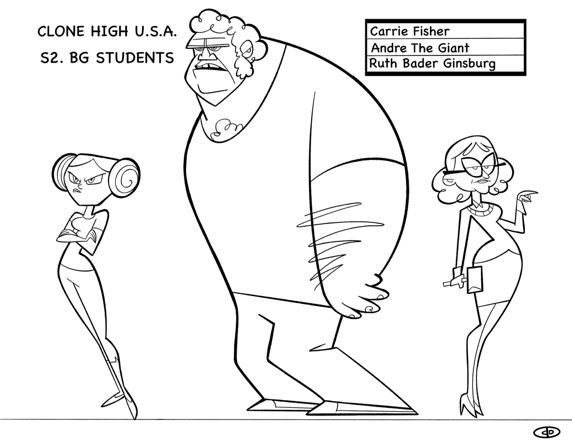 CLONE HIGH U.S.A.
S2. BG STUDENTS
Carrie Fisher
Andre The Giant
Ruth Bader Ginsburg